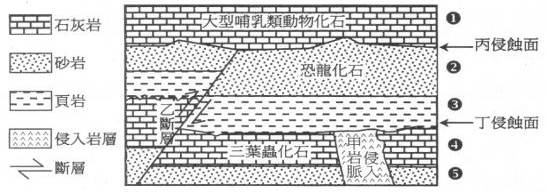 石灰岩
砂岩
頁岩
侵入岩層
斷層
大型哺乳類動物化石
恐龍化石
乙斷層
三葉蟲化石
甲侵入
岩脈
❶
丙侵蝕面
❷
❸
丁侵蝕面
❹
❺